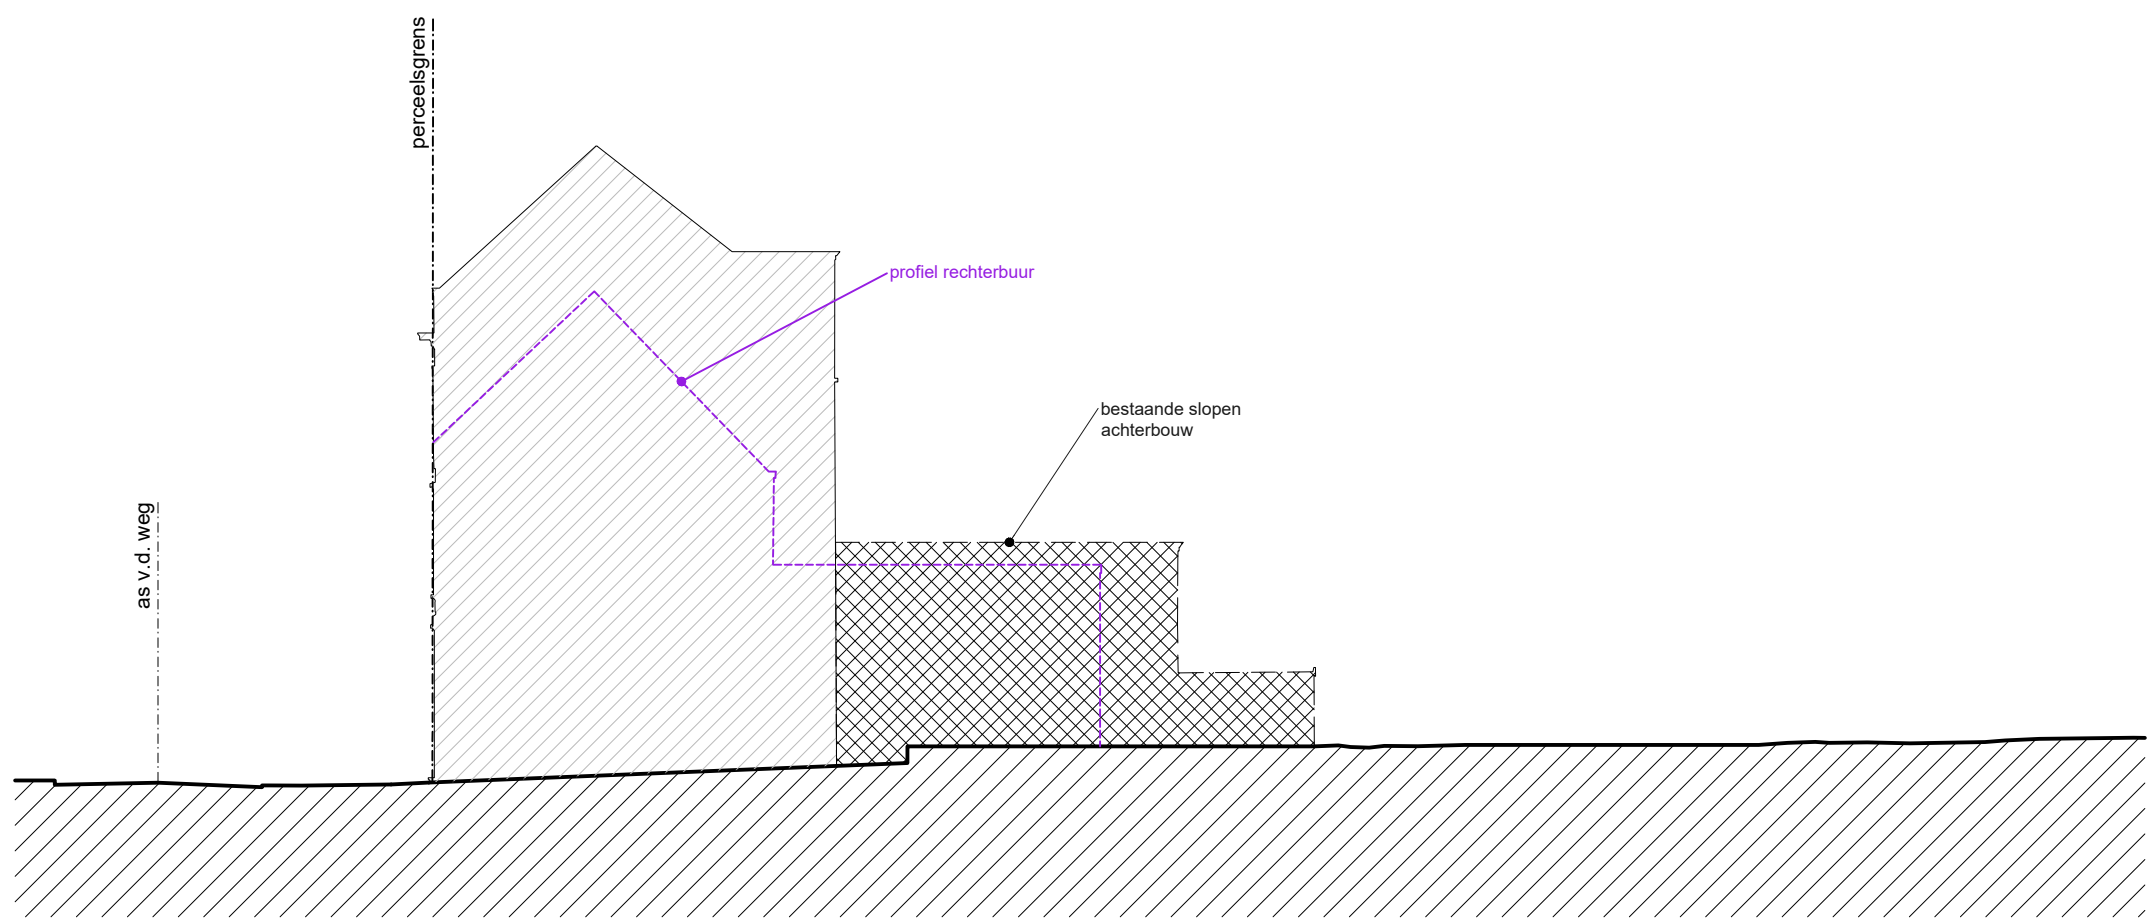 perceelsgrens
profiel rechterbuur
bestaande slopen
achterbouw
as v.d. weg